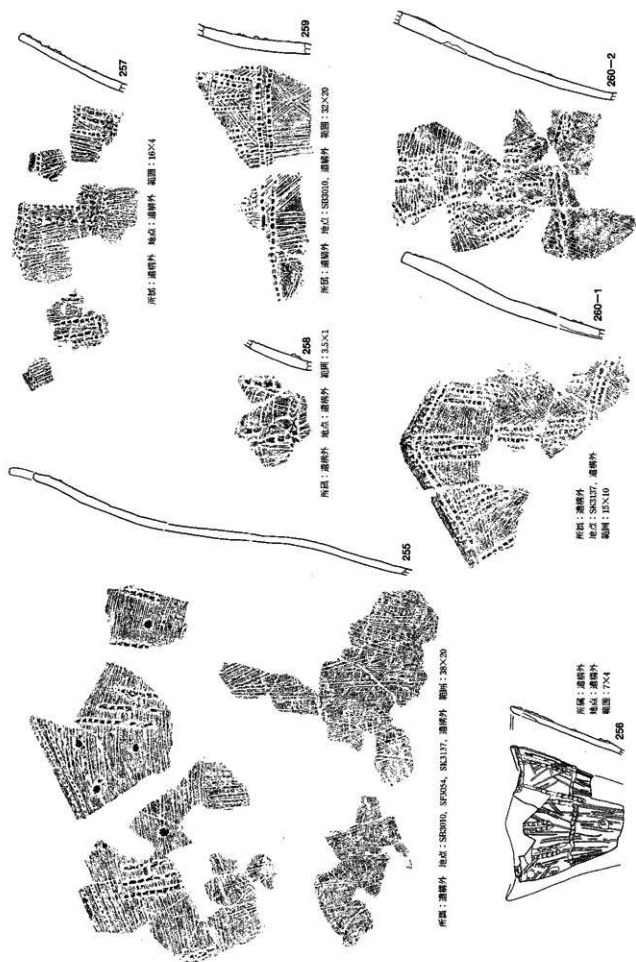 257
所属：遺構外　地点：遺構外　範囲：16×4
259
所属：遺構外　地点：SB3010, 遺構外　範囲：32×20
260-2
255
258
所属：遺構外　地点：遺構外　範囲：3.5×1
260-1
所属：遺構外　地点：SB3010, SF3054, SK3137, 遺構外　範囲：38×20
所属：遺構外
地点：SK3137, 遺構外
範囲：15×10
256
所属：遺構外
地点：遺構外
範囲：7×4